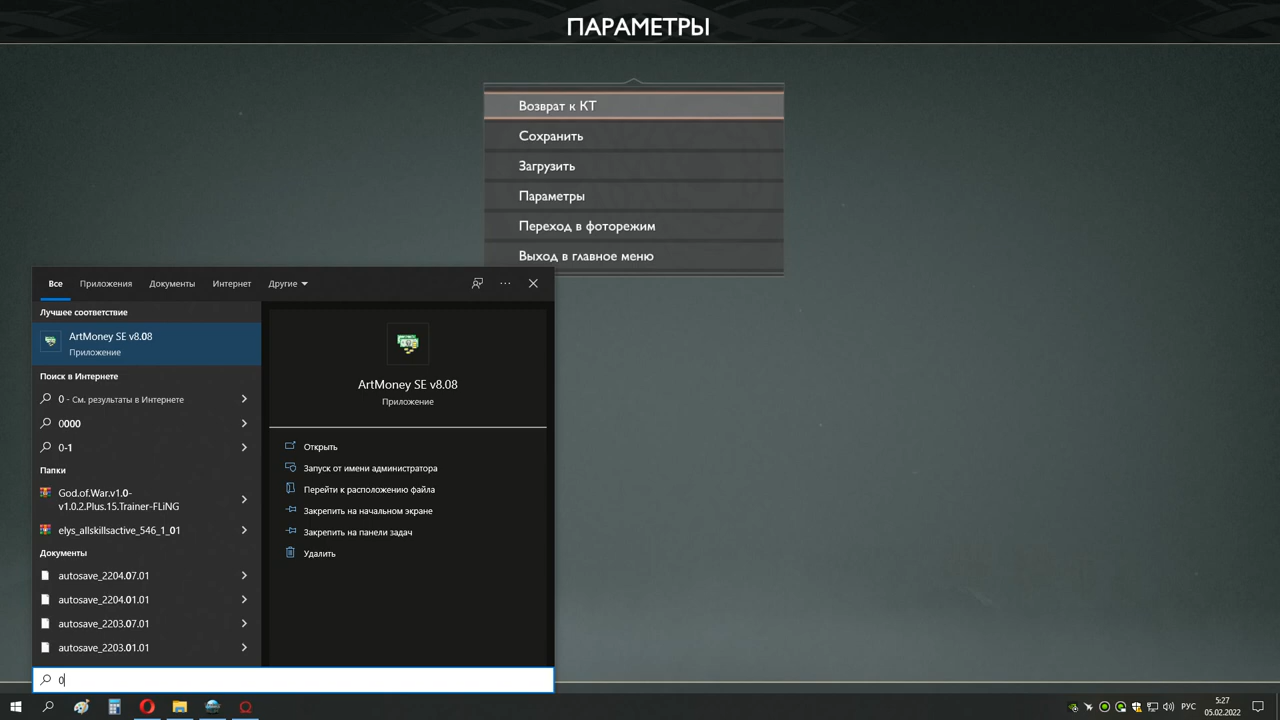 ПАРАМЕТРЫ
Возврат к КТ
Сохранить
Загрузить
Параметры
Переход в фоторежим
Выход в главное меню
Все Приложения Документы Интернет Другие
Лучшее соответствие
ArtMoney SE v8.08
Приложение
Поиск в Интернете
0 - См. результаты в Интернете
0000
0-1
Папки
God.of.War.v1.0-
v1.0.2.Plus.15.Trainer-FLiNG
elys_allskillsactive_546_1_01
Документы
autosave_2204.07.01
autosave_2204.01.01
autosave_2203.07.01
autosave_2203.01.01
ArtMoney SE v8.08
Приложение
Открыть
Запуск от имени администратора
Перейти к расположению файла
Закрепить на начальном экране
Закрепить на панели задач
Удалить
0
РУС
5:27
05.02.2022